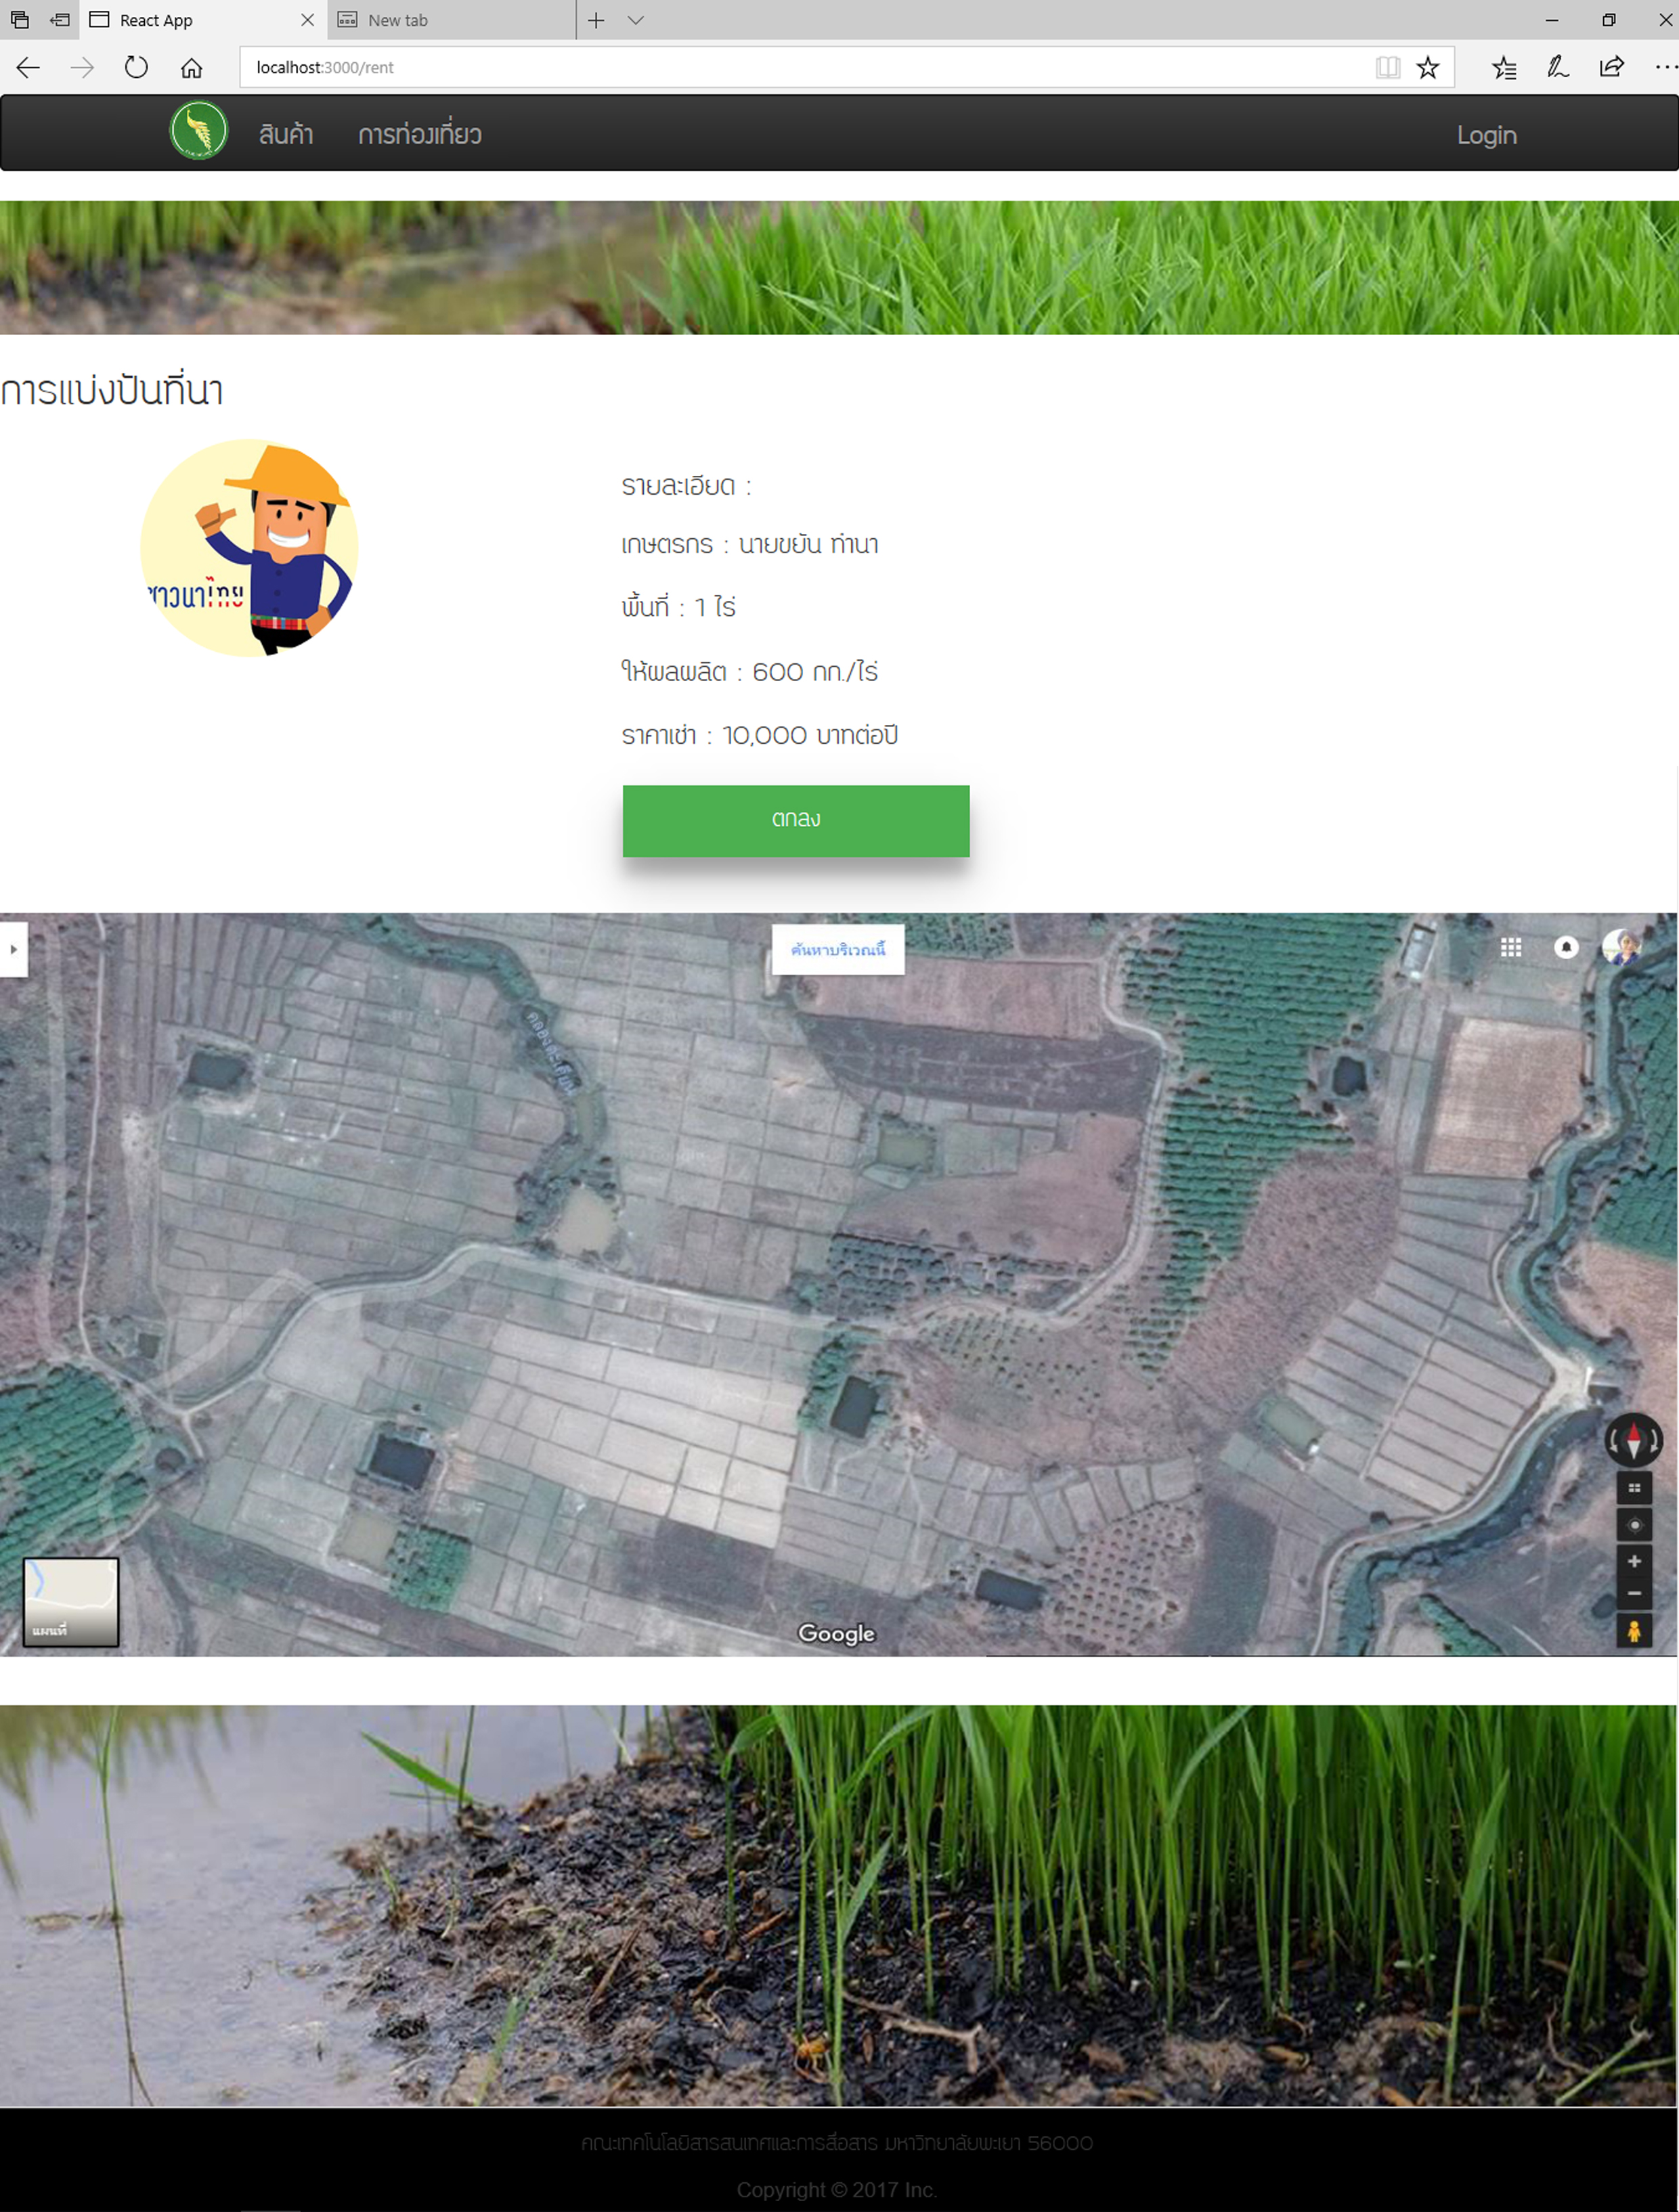 React App
New tab
localhost:3000/rent
สินค้า การท่องเที่ยว Login
การแบ่งปันที่นา
ชาวนาไทย
รายละเอียด :
เกษตรกร : นายขยัน ทำนา
พื้นที่ : 1 ไร่
ให้ผลผลิต : 600 กก./ไร่
ราคาเช่า : 10,000 บาทต่อปี
ตกลง
ค้นหาบริเวณนี้
แผนที่
Google
คณะเทคโนโลยีสารสนเทศและการสื่อสาร มหาวิทยาลัยพะเยา 56000
Copyright © 2017 Inc.